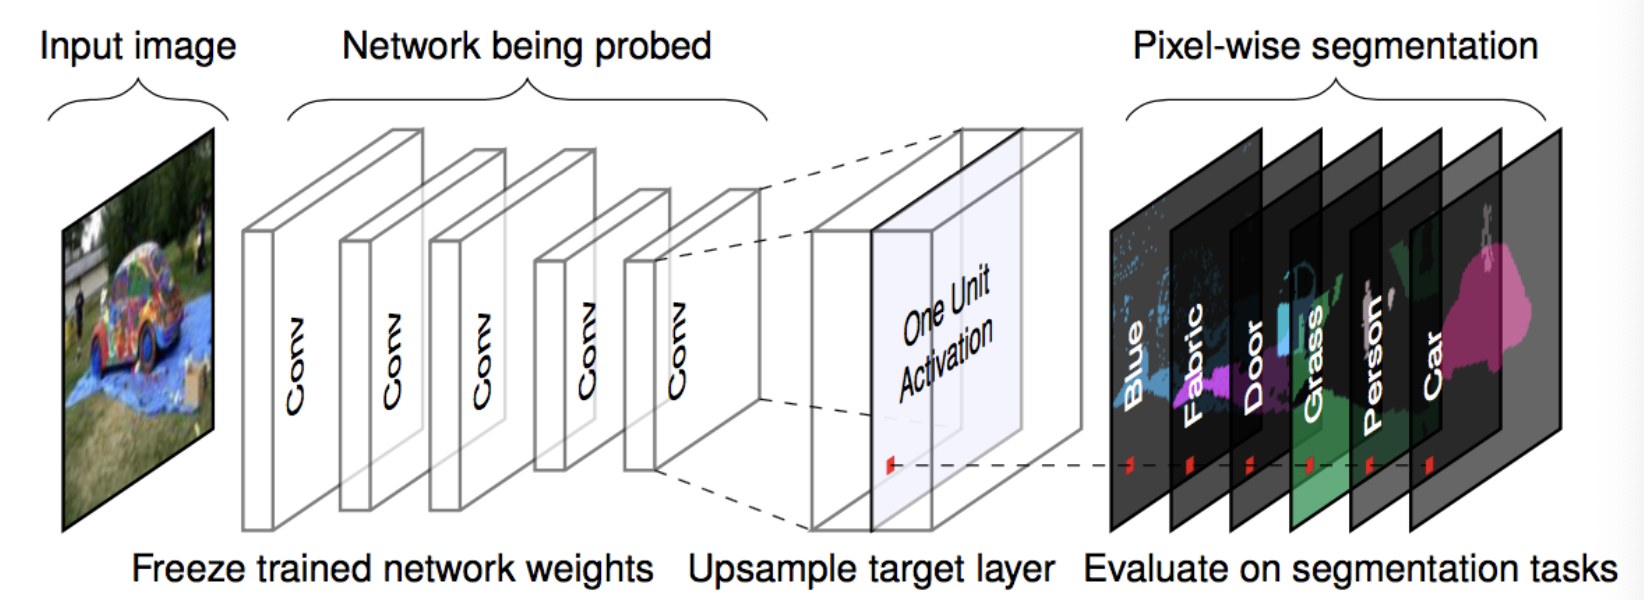 Input image
Network being probed
Pixel-wise segmentation
Conv
Conv
Conv
Conv
Conv
One Unit
Activation
Blue
Fabric
Door
Grass
Person
Car
Freeze trained network weights
Upsample target layer
Evaluate on segmentation tasks